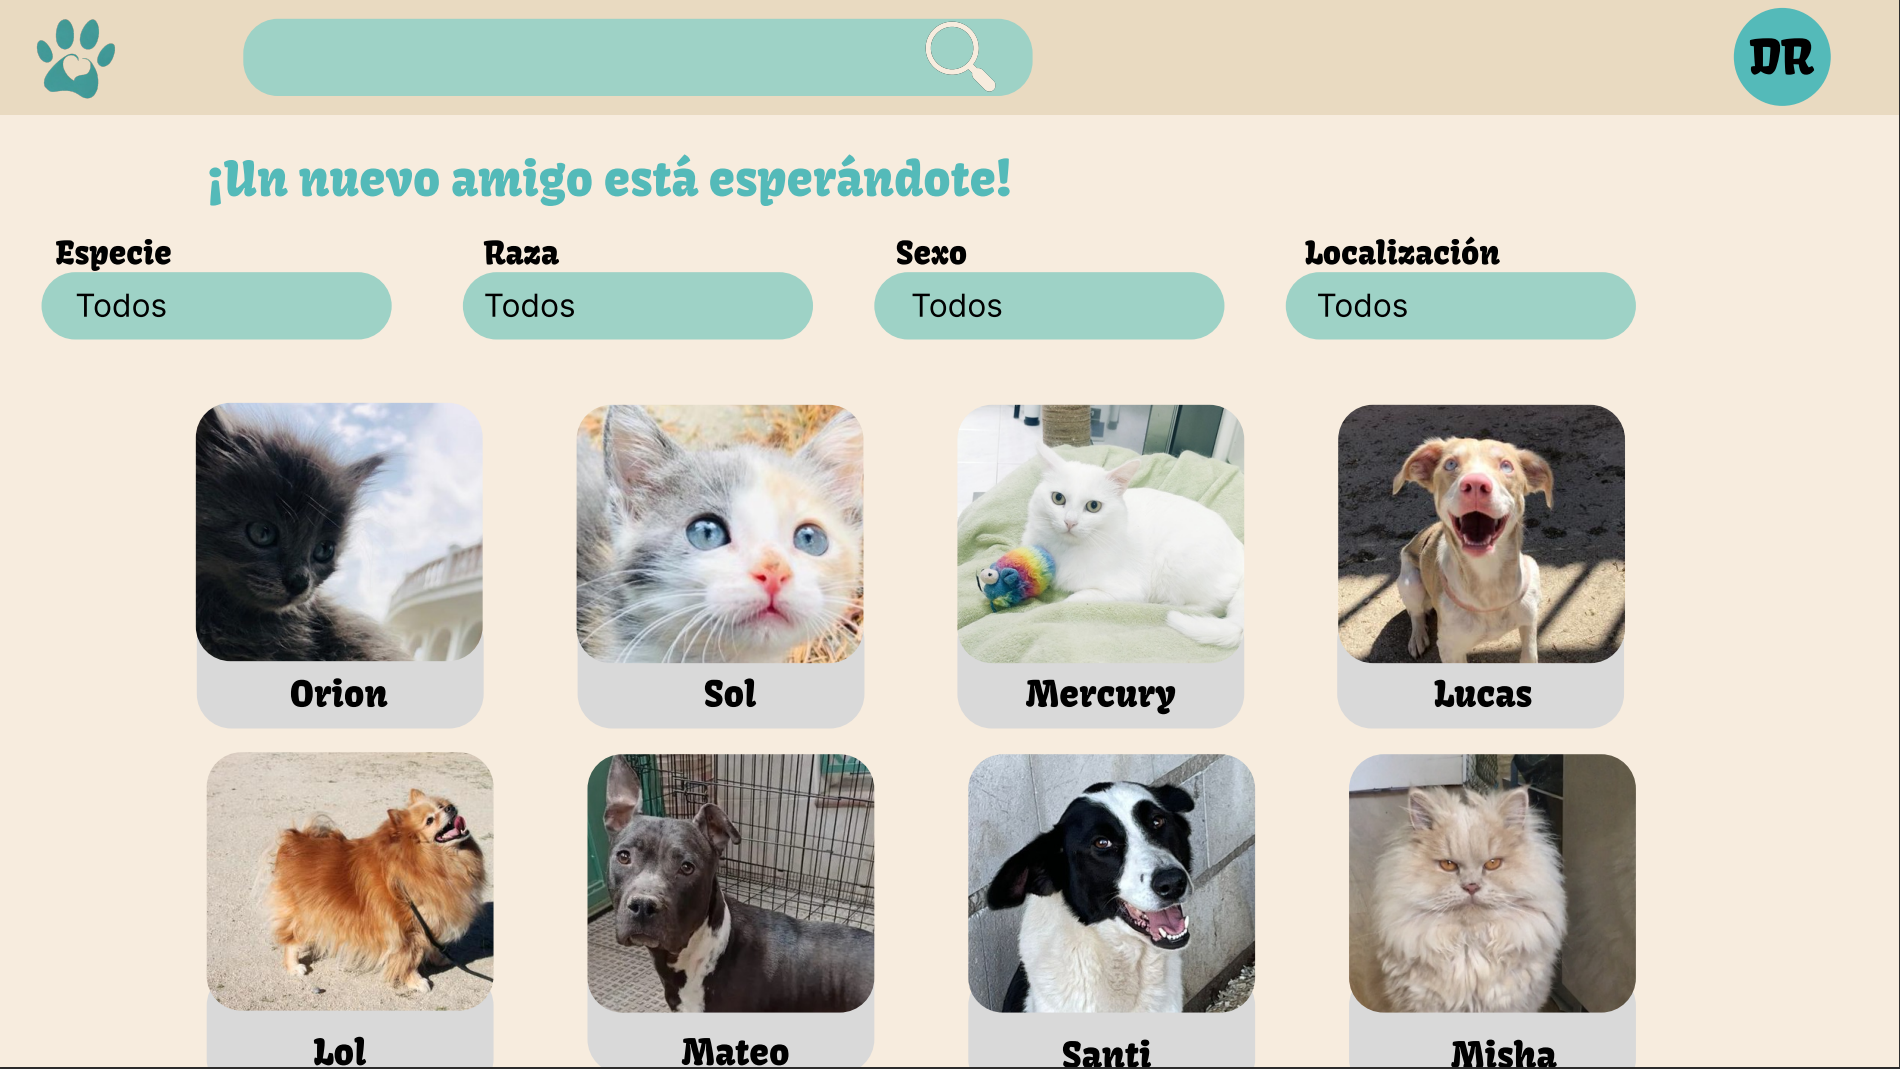 DR
¡Un nuevo amigo está esperándote!
Especie Raza Sexo Localización
Todos Todos Todos Todos
Orion Sol Mercury Lucas
Lol Mateo Santi Misha